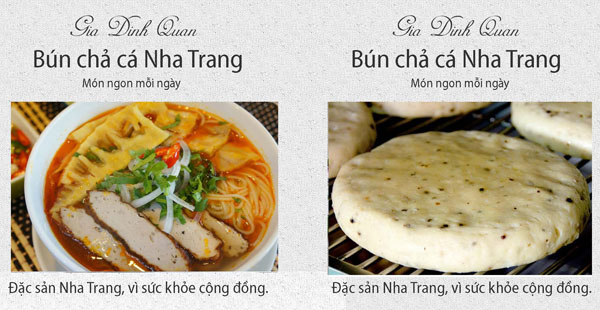 Gia Dinh Quan
Bún chả cá Nha Trang
Món ngon mỗi ngày
Đặc sản Nha Trang, vì sức khỏe cộng đồng.
Gia Dinh Quan
Bún chả cá Nha Trang
Món ngon mỗi ngày
Đặc sản Nha Trang, vì sức khỏe cộng đồng.